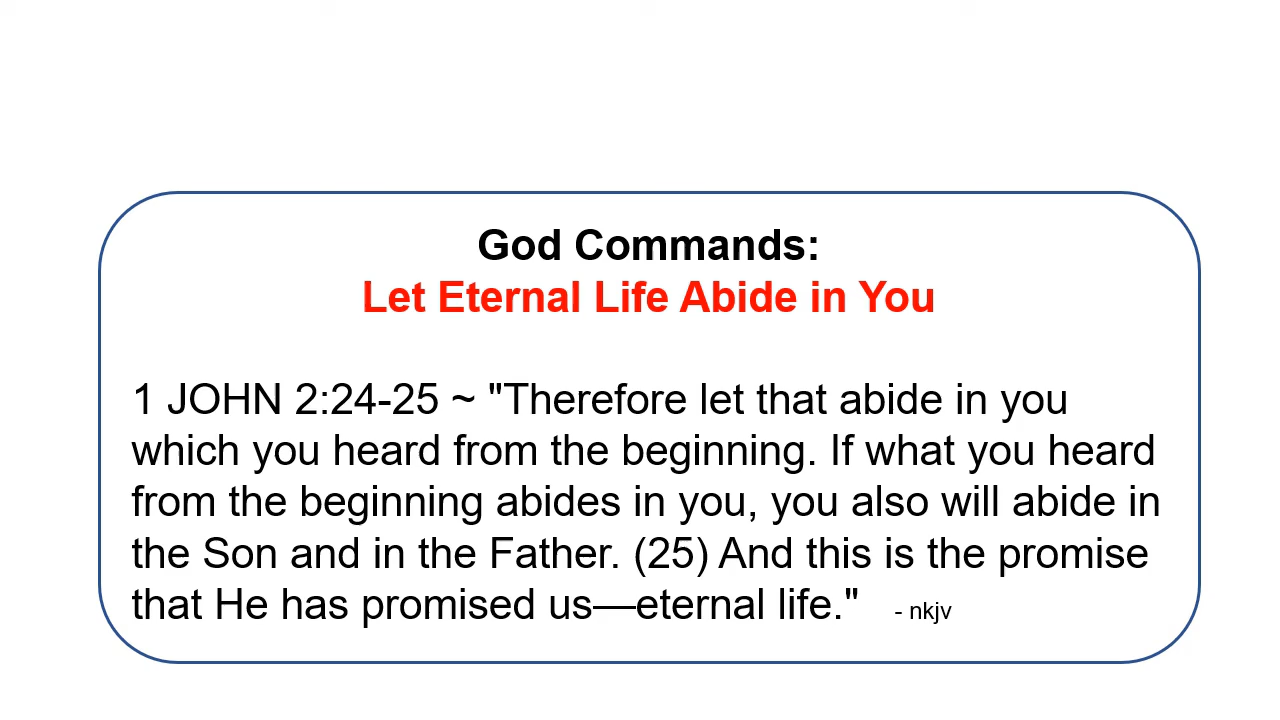 God Commands:
Let Eternal Life Abide in You
1 JOHN 2:24-25 ~ "Therefore let that abide in you
which you heard from the beginning. If what you heard
from the beginning abides in you, you also will abide in
the Son and in the Father. (25) And this is the promise
that He has promised us—eternal life." - nkjv